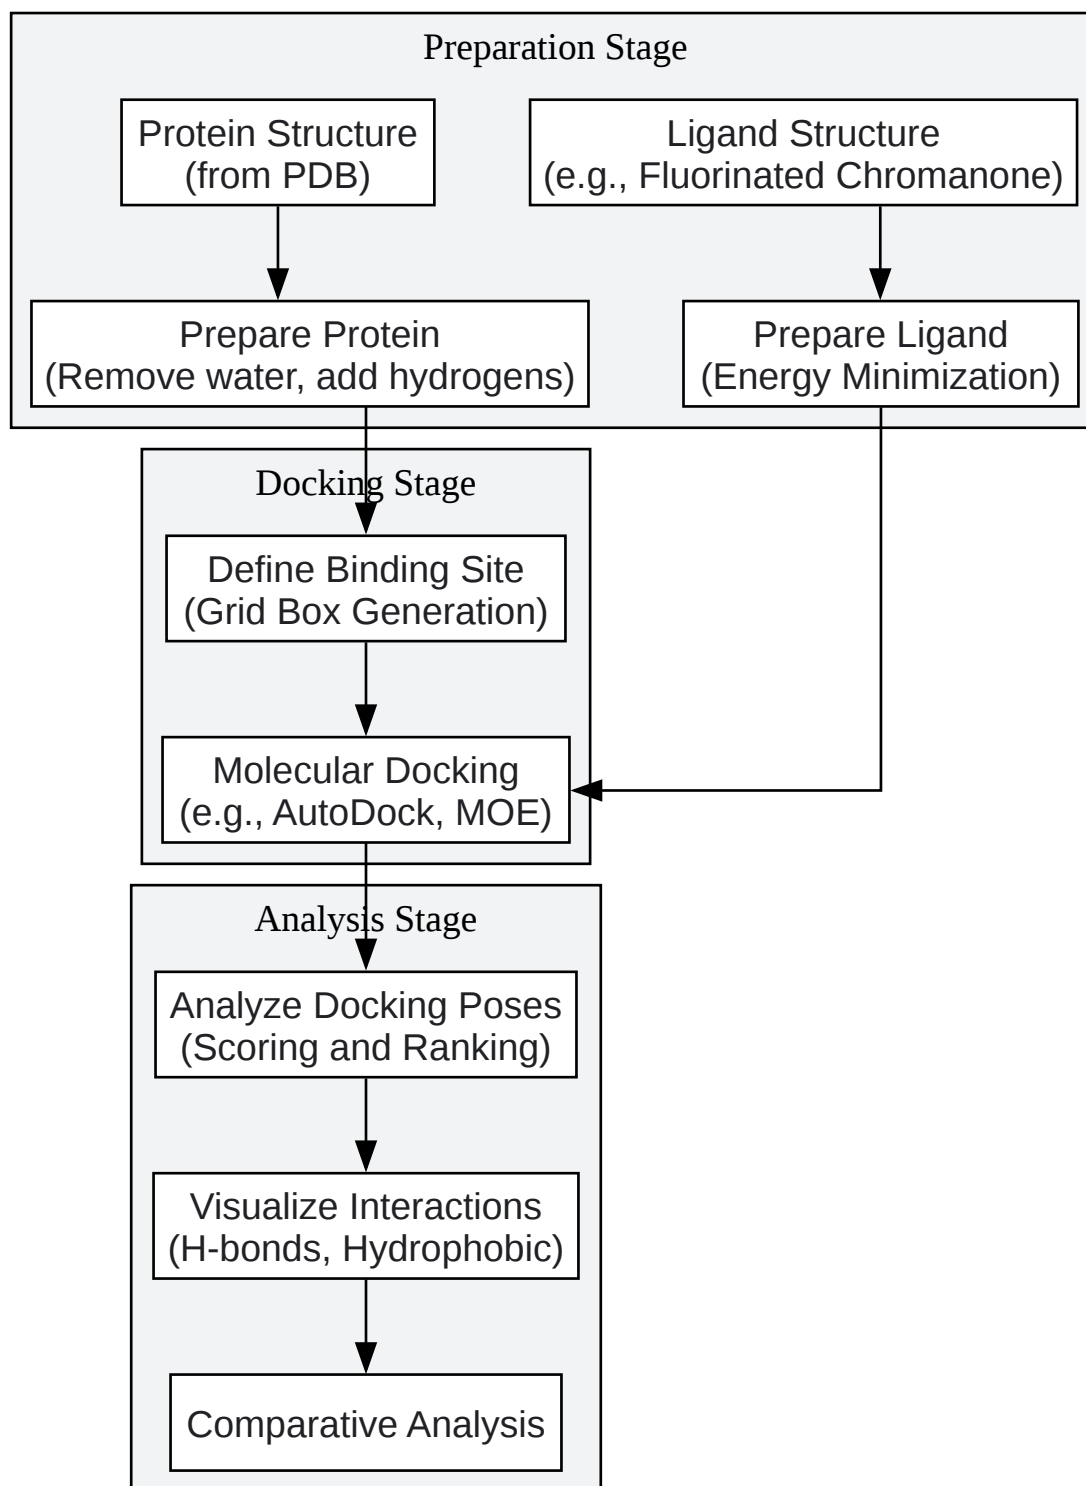 Preparation Stage
Protein Structure
(from PDB)
Ligand Structure
(e.g., Fluorinated Chromanone)
Prepare Protein
(Remove water, add hydrogens)
Prepare Ligand
(Energy Minimization)
Docking Stage
Define Binding Site
(Grid Box Generation)
Molecular Docking
(e.g., AutoDock, MOE)
Analysis Stage
Analyze Docking Poses
(Scoring and Ranking)
Visualize Interactions
(H-bonds, Hydrophobic)
Comparative Analysis